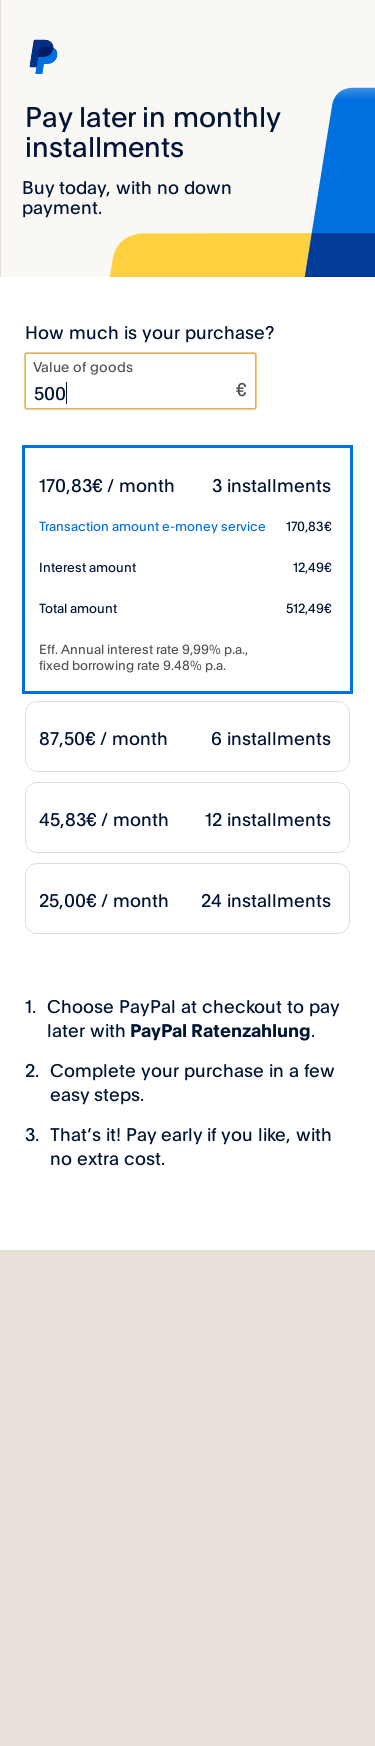 Pay later in monthly
installments
Buy today, with no down
payment.
How much is your purchase?
Value of goods
500 €
170,83€ / month 3 installments
Transaction amount e-money service 170,83€
Interest amount 12,49€
Total amount 512,49€
Eff. Annual interest rate 9,99% p.a.,
fixed borrowing rate 9.48% p.a.
87,50€ / month 6 installments
45,83€ / month 12 installments
25,00€ / month 24 installments
1. Choose PayPal at checkout to pay
later with PayPal Ratenzahlung.
2. Complete your purchase in a few
easy steps.
3. That’s it! Pay early if you like, with
no extra cost.